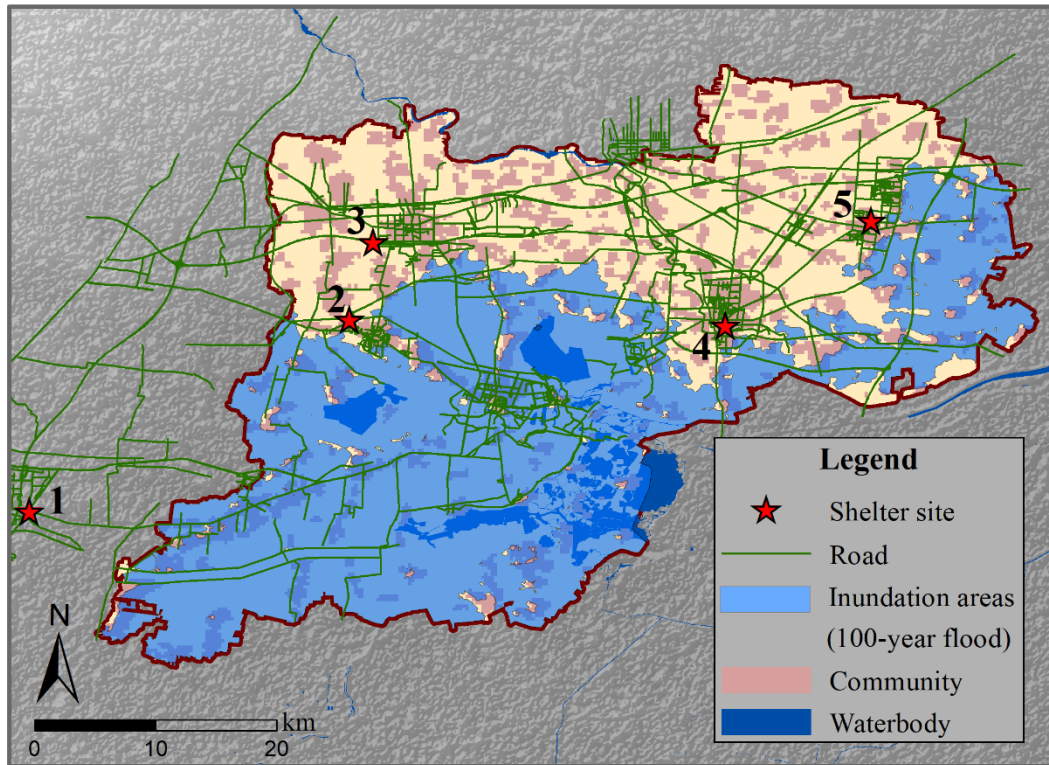 5
3
2
4
1
Legend
Shelter site
Road
Inundation areas
(100-year flood)
Community
Waterbody
N
km
0 10 20